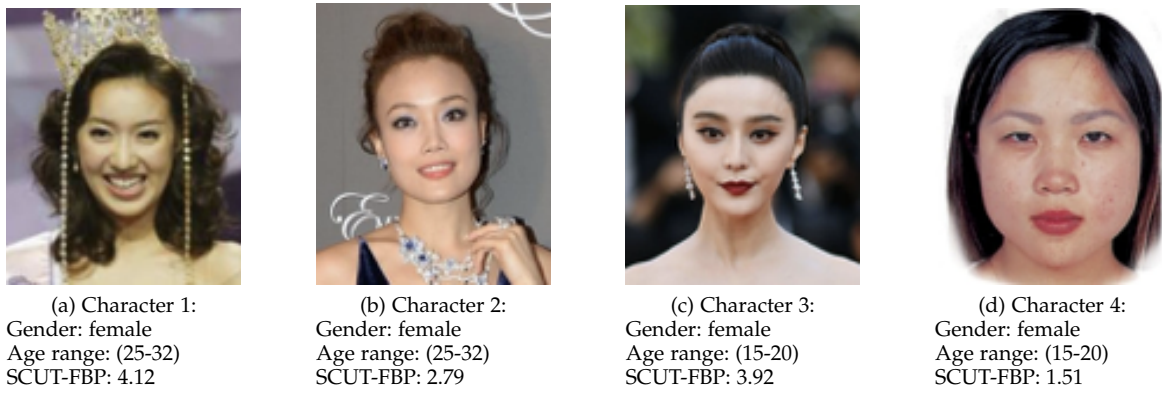 (a) Character 1:
Gender: female
Age range: (25-32)
SCUT-FBP: 4.12
(b) Character 2:
Gender: female
Age range: (25-32)
SCUT-FBP: 2.79
(c) Character 3:
Gender: female
Age range: (15-20)
SCUT-FBP: 3.92
(d) Character 4:
Gender: female
Age range: (15-20)
SCUT-FBP: 1.51